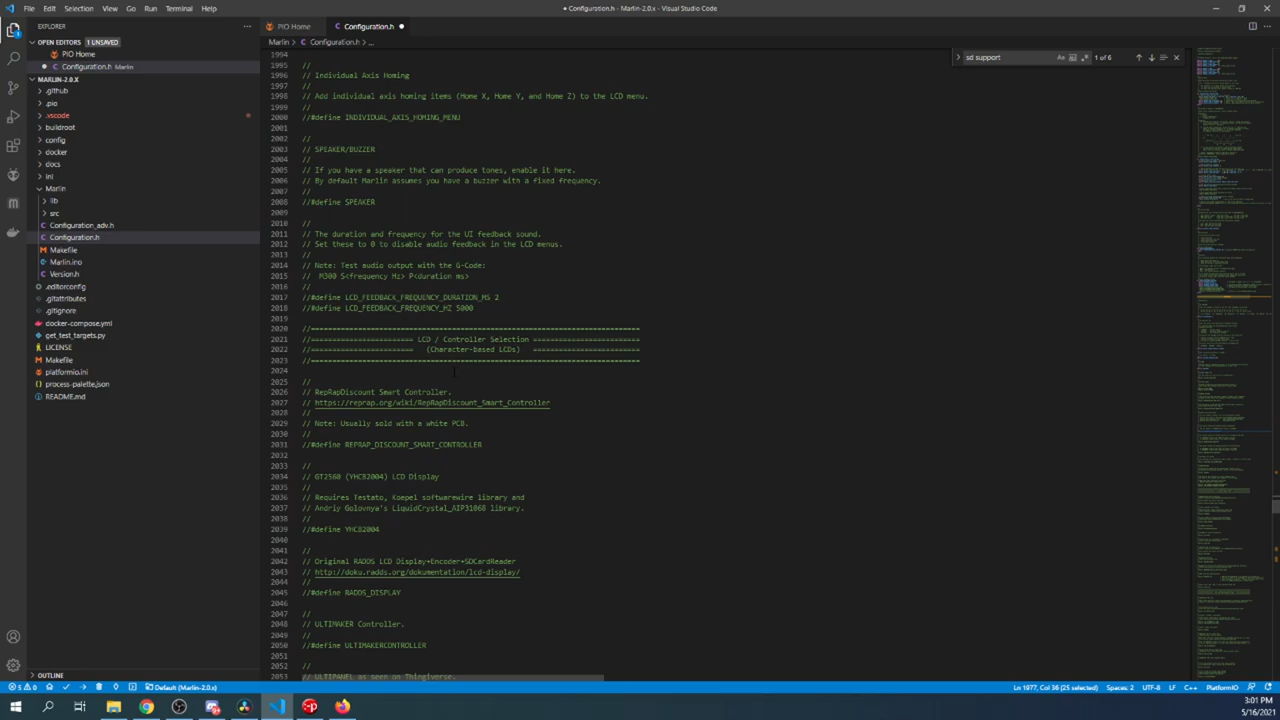 File Edit Selection View Go Run Terminal Help
● Configuration.h - Marlin-2.0.x - Visual Studio Code
EXPLORER
OPEN EDITORS 1 UNSAVED
PIO Home
Configuration.h Marlin
MARLIN-2.0.X
.github
.pio
.vscode
buildroot
config
docker
docs
ini
Marlin
lib
src
Configuration_adv.h
Configuration.h
Makefile
Marlin.ino
Version.h
.editorconfig
.gitattributes
.gitignore
docker-compose.yml
get_test_targets.py
LICENSE
Makefile
platformio.ini
process-palette.json
README.md
OUTLINE
PIO Home
Configuration.h
Marlin > Configuration.h > ...
sd support
1 of 6
1994
1995 //
1996 // Individual Axis Homing
1997 //
1998 // Add individual axis homing items (Home X, Home Y, and Home Z) to the LCD menu.
1999 //
2000 //#define INDIVIDUAL_AXIS_HOMING_MENU
2001
2002 //
2003 // SPEAKER/BUZZER
2004 //
2005 // If you have a speaker that can produce tones, enable it here.
2006 // By default Marlin assumes you have a buzzer with a fixed frequency.
2007 //
2008 //#define SPEAKER
2009
2010 //
2011 // The duration and frequency for the UI feedback sound.
2012 // Set these to 0 to disable audio feedback in the LCD menus.
2013 //
2014 // Note: Test audio output with the G-Code:
2015 //  M300 S<frequency Hz> P<duration ms>
2016 //
2017 //#define LCD_FEEDBACK_FREQUENCY_DURATION_MS 2
2018 //#define LCD_FEEDBACK_FREQUENCY_HZ 5000
2019
2020 //=============================================================================
2021 //======================== LCD / Controller Selection =========================
2022 //========================   (Character-based LCDs)   =========================
2023 //=============================================================================
2024
2025 //
2026 // RepRapDiscount Smart Controller.
2027 // https://reprap.org/wiki/RepRapDiscount_Smart_Controller
2028 //
2029 // Note: Usually sold with a white PCB.
2030 //
2031 //#define REPRAP_DISCOUNT_SMART_CONTROLLER
2032
2033 //
2034 // GT2560 (YHCB2004) LCD Display
2035 //
2036 // Requires Testato, Koepel softwarewire library and
2037 // Andriy Golovnya's LiquidCrystal_AIP31068 library.
2038 //
2039 //#define YHCB2004
2040
2041 //
2042 // Original RADDS LCD Display+Encoder+SDCardReader
2043 // http://doku.radds.org/dokumentation/lcd-display/
2044 //
2045 //#define RADDS_DISPLAY
2046
2047 //
2048 // ULTIMAKER Controller.
2049 //
2050 //#define ULTIMAKERCONTROLLER
2051
2052 //
2053 // ULTIPANEL as seen on Thingiverse.
5 0
Default (Marlin-2.0.x)
Ln 1977, Col 36 (25 selected) Spaces: 2 UTF-8 LF C++ PlatformIO
3:01 PM
5/16/2021